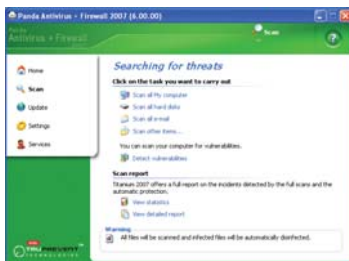 Panda Antivirus + Firewall 2007 (6.00.00)
Panda
Antivirus + Firewall
Scan
Home
Scan
Update
Settings
Services
Searching for threats
Click on the task you want to carry out
Scan all My computer
Scan all hard disks
Scan all e-mail
Scan other items...
You can scan your computer for vulnerabilities.
Detect vulnerabilities
Scan report
Titanium 2007 offers a full report on the incidents detected by the full scans and the
automatic protection.
View statistics
View detailed report
Warning
All files will be scanned and infected files will be automatically disinfected.
TRUPREVENT
TECHNOLOGIES